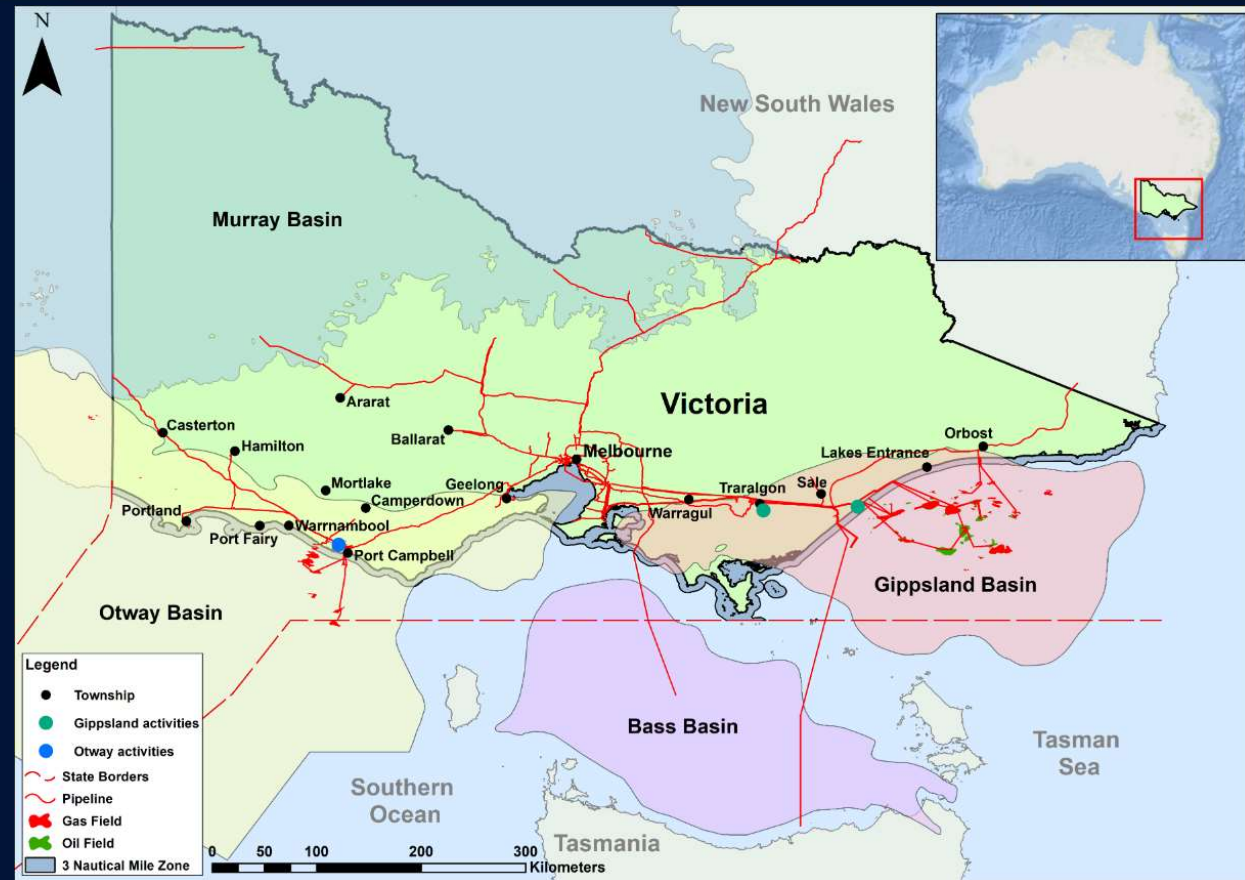 N
New South Wales
Murray Basin
Victoria
Ararat
Casterton
Hamilton
Ballarat
Melbourne
Orbost
Lakes Entrance
Mortlake
Geelong
Camperdown
Traralgon
Sale
Warragul
Portland
Port Fairy
Warrnambool
Port Campbell
Otway Basin
Gippsland Basin
Bass Basin
Southern
Ocean
Tasman
Sea
Tasmania
Legend
Township
Gippsland activities
Otway activities
State Borders
Pipeline
Gas Field
Oil Field
3 Nautical Mile Zone
0 50 100 200 300
Kilometers